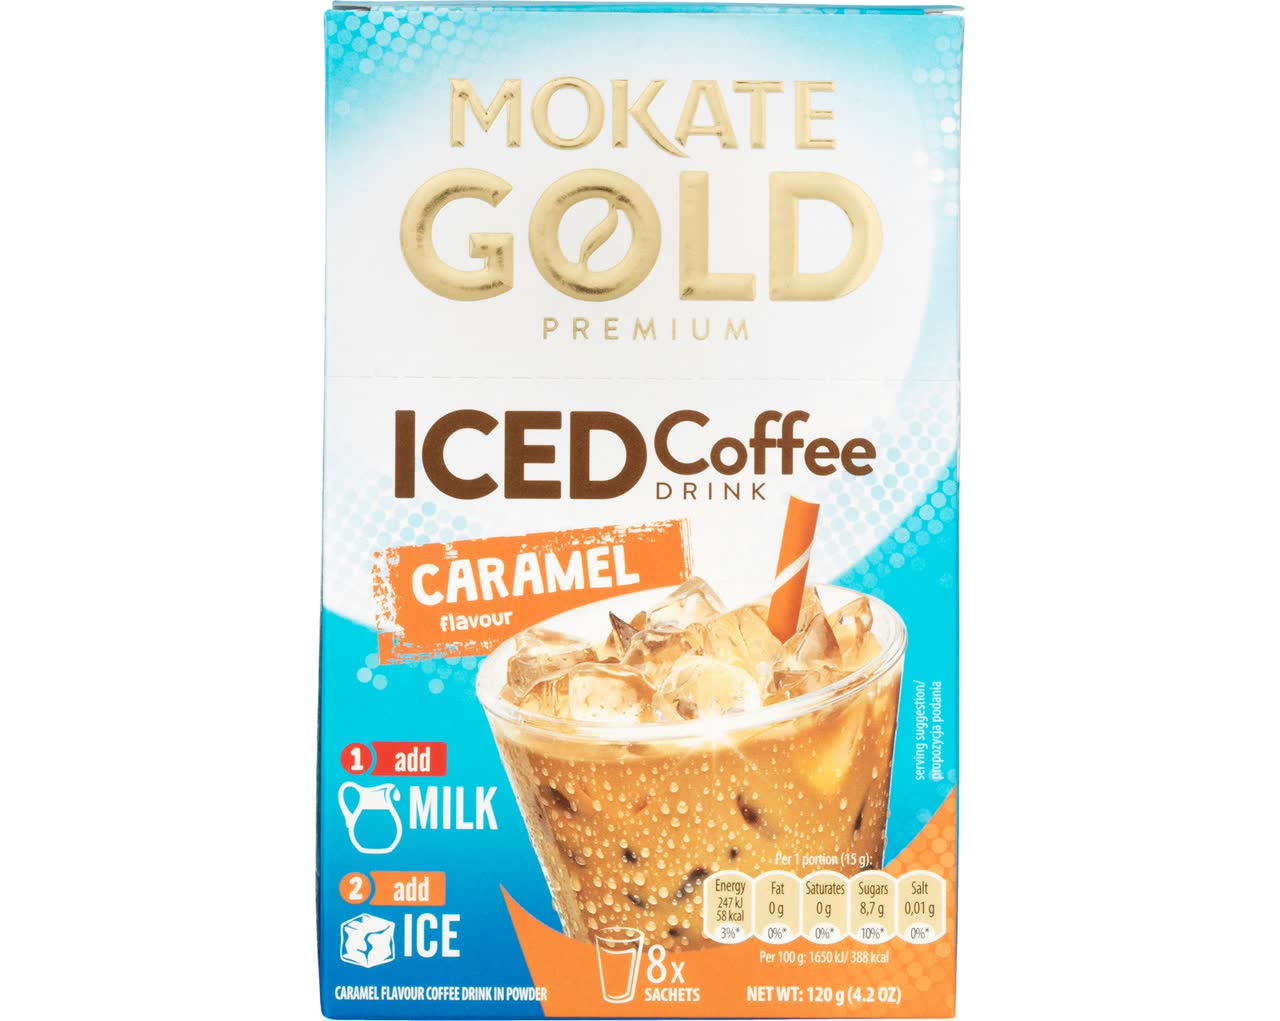 MOKATE
GOLD
PREMIUM
ICED Coffee
DRINK
CARAMEL
flavour
serving suggestion/
propozycja podania
1 add
MILK
2 add
ICE
Per 1 portion (15 g):
Energy
247 kJ
58 kcal
3%*
Fat
0 g
0%*
Saturates
0 g
0%*
Sugars
8,7 g
10%*
Salt
0,01 g
0%*
Per 100 g: 1650 kJ/ 388 kcal
8x
SACHETS
CARAMEL FLAVOUR COFFEE DRINK IN POWDER
NET WT: 120 g (4.2 OZ)